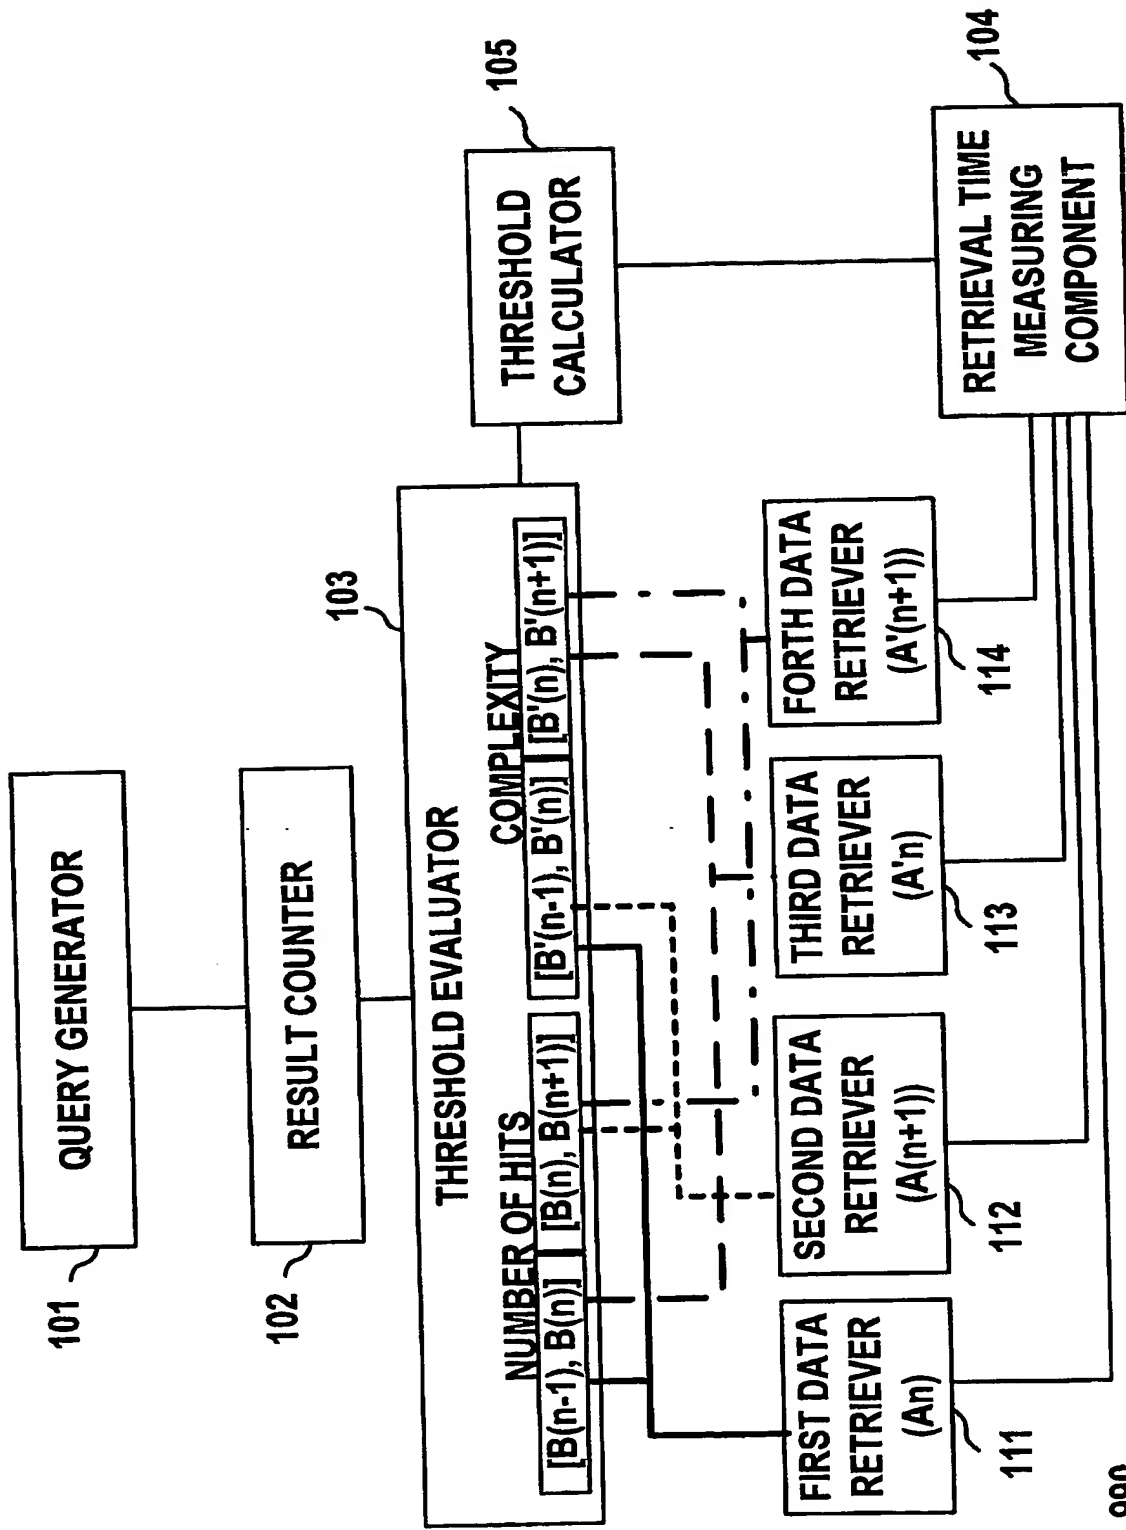 101
QUERY GENERATOR
102
RESULT COUNTER
103
THRESHOLD EVALUATOR
NUMBER OF HITS
COMPLEXITY
[B(n-1), B(n)]
[B(n), B(n+1)]
[B'(n-1), B'(n)]
[B'(n), B'(n+1)]
THRESHOLD
CALCULATOR
105
FIRST DATA
RETRIEVER
(An)
111
SECOND DATA
RETRIEVER
(A(n+1))
112
THIRD DATA
RETRIEVER
(A'n)
113
FORTH DATA
RETRIEVER
(A'(n+1))
114
RETRIEVAL TIME
MEASURING
COMPONENT
104